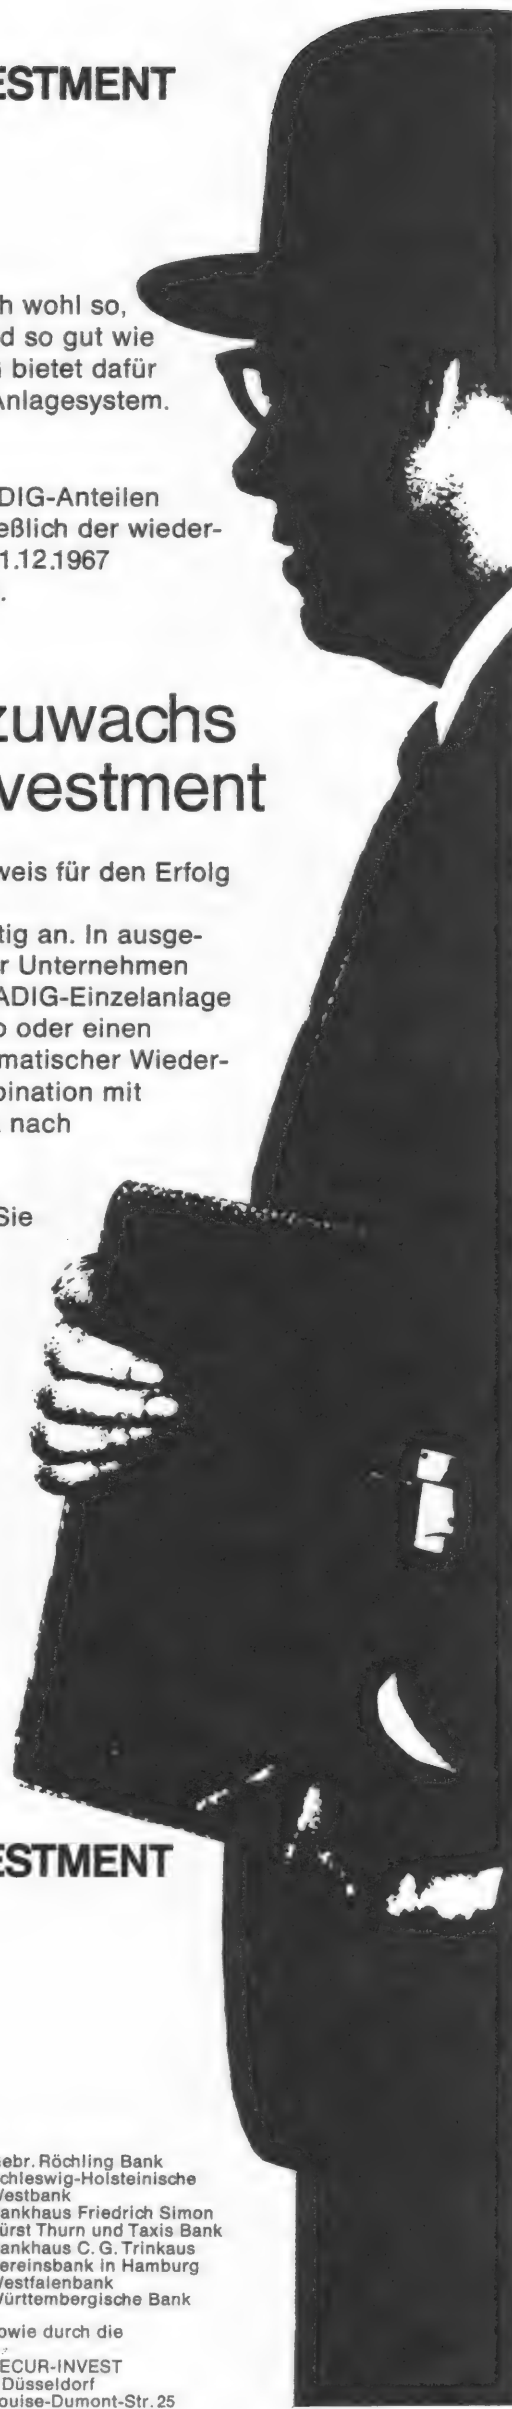 ESTMENT
h wohl so,
d so gut wie
bietet dafür
Anlagesystem.
DIG-Anteilen
eßlich der wieder-
1.12.1967
.
zuwachs
vestment
weis für den Erfolg
tig an. In ausge-
r Unternehmen
ADIG-Einzelanlage
o oder einen
matischer Wieder-
bination mit
nach
Sie
ESTMENT
ebr. Röchling Bank
chleswig-Holsteinische
Westbank
ankhaus Friedrich Simon
ürst Thurn und Taxis Bank
ankhaus C. G. Trinkaus
ereinsbank in Hamburg
Westfalenbank
Württembergische Bank
owie durch die
ECUR-INVEST
Düsseldorf
ouise-Dumont-Str. 25